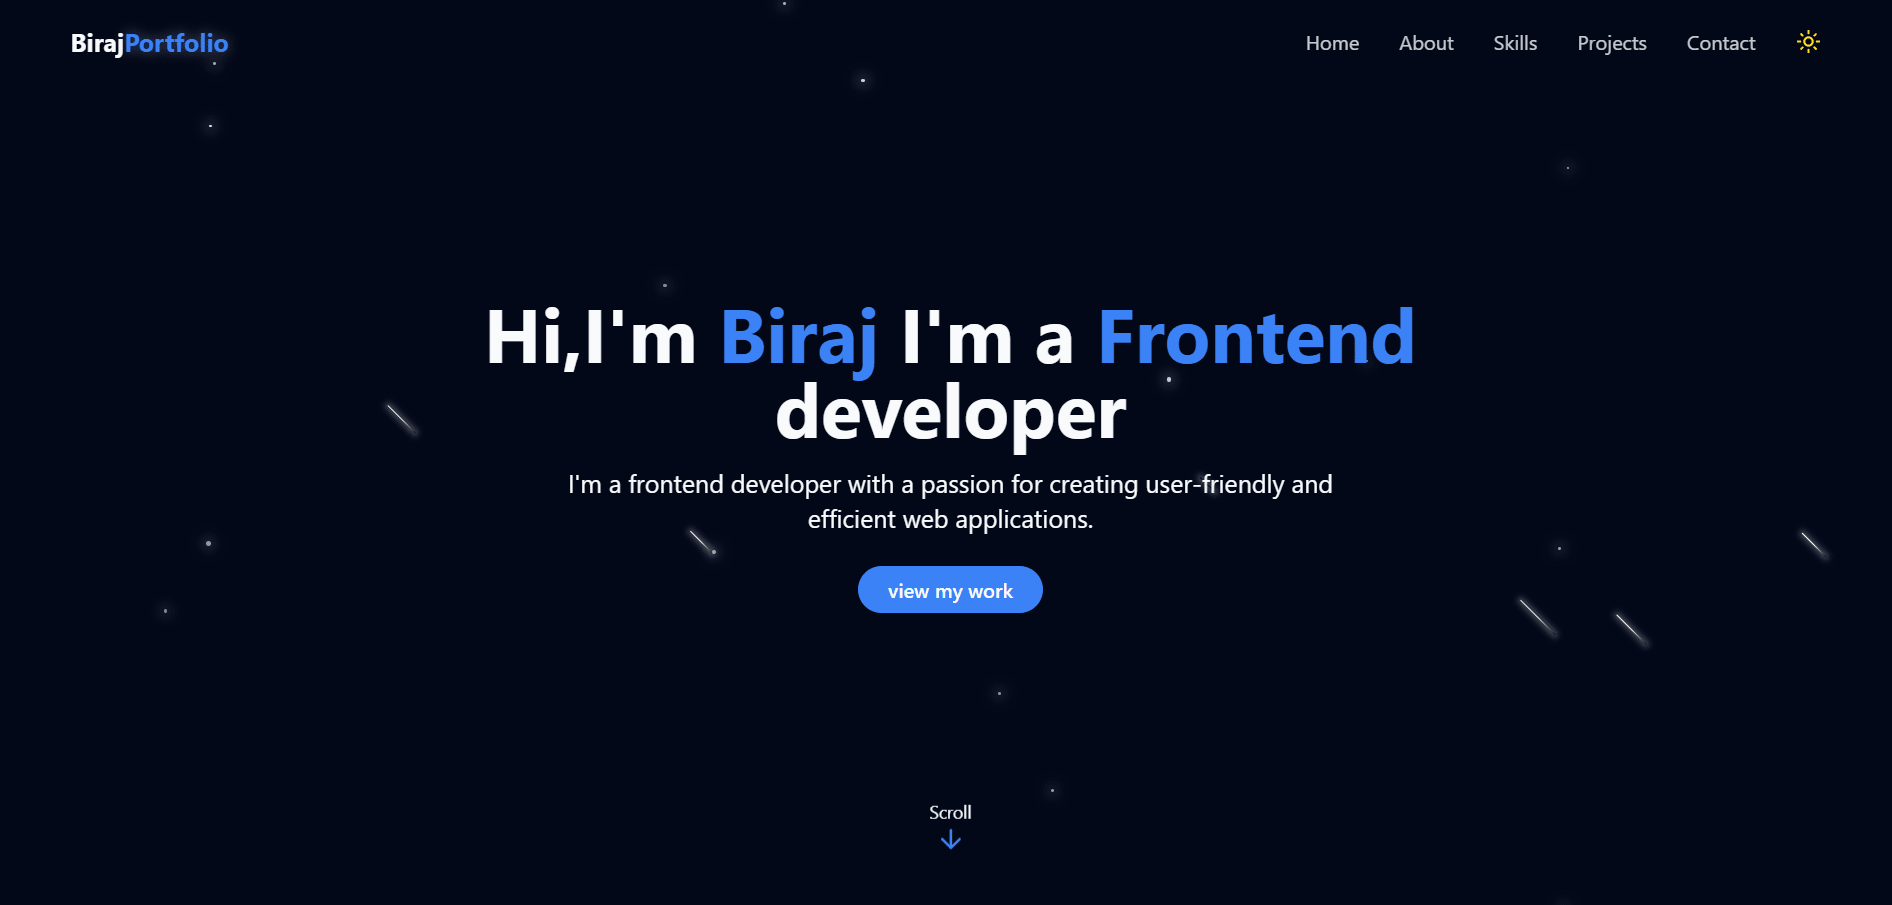 BirajPortfolio
Home About Skills Projects Contact
Hi,I'm Biraj I'm a Frontend
developer
I'm a frontend developer with a passion for creating user-friendly and
efficient web applications.
view my work
Scroll